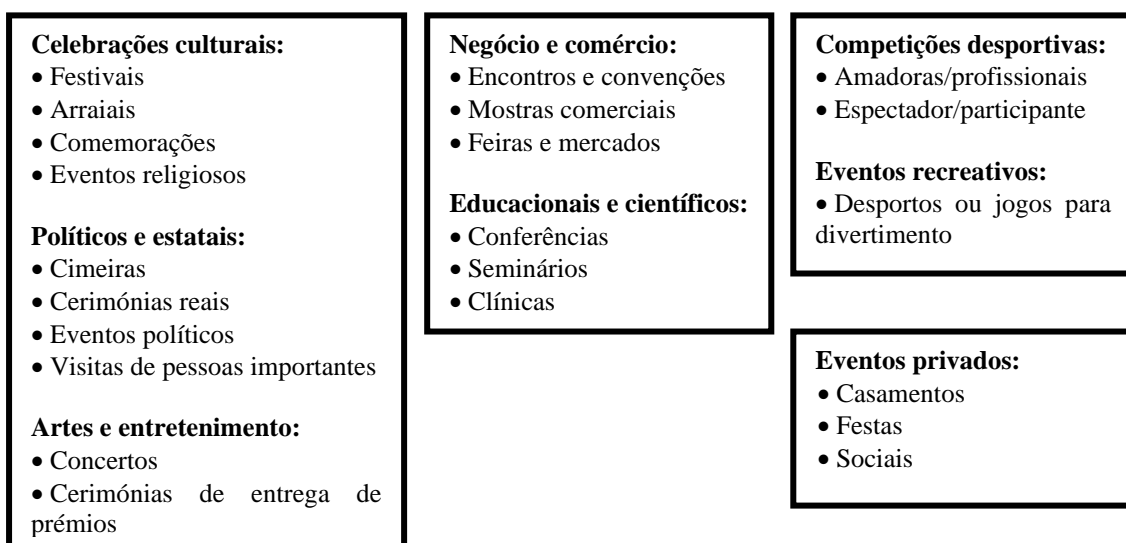 Celebrações culturais:
• Festivais
• Arraiais
• Comemorações
• Eventos religiosos
Políticos e estatais:
• Cimeiras
• Cerimónias reais
• Eventos políticos
• Visitas de pessoas importantes
Artes e entretenimento:
• Concertos
• Cerimónias de entrega de
prémios
Negócio e comércio:
• Encontros e convenções
• Mostras comerciais
• Feiras e mercados
Educacionais e científicos:
• Conferências
• Seminários
• Clínicas
Competições desportivas:
• Amadoras/profissionais
• Espectador/participante
Eventos recreativos:
• Desportos ou jogos para
divertimento
Eventos privados:
• Casamentos
• Festas
• Sociais